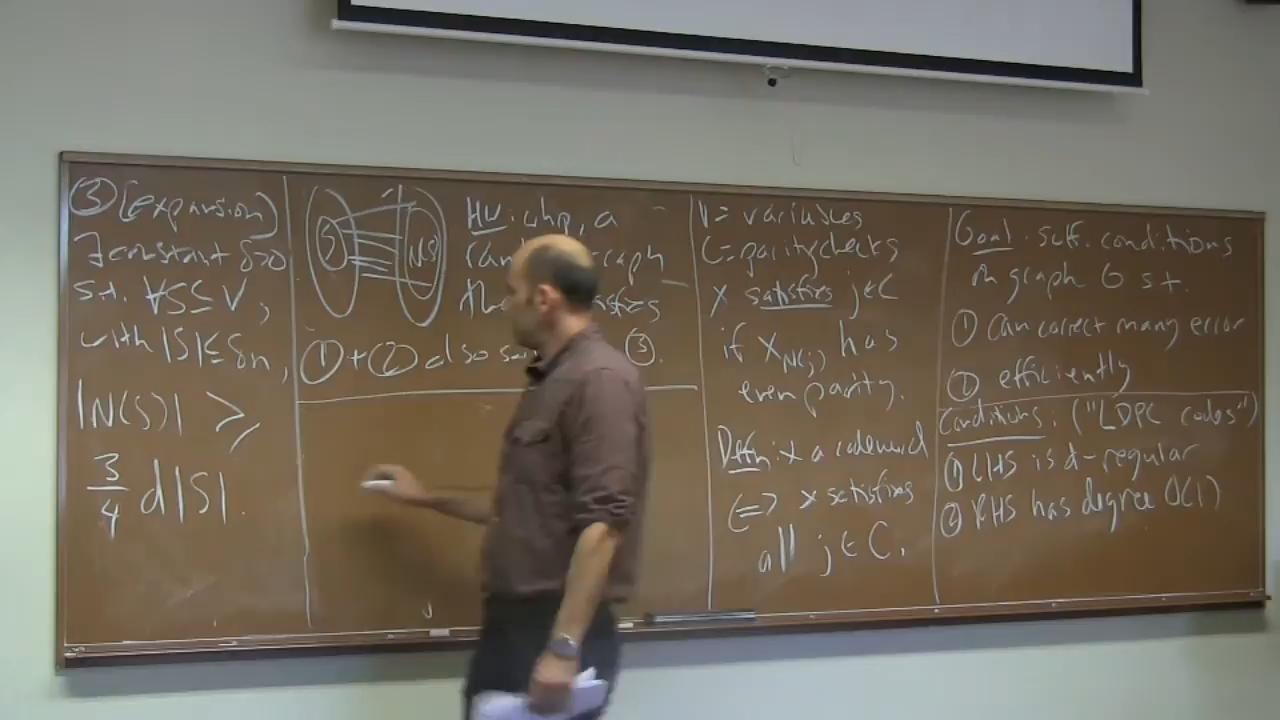 ③ (expansion)
∃ constant δ>0
s.t. ∀S⊆V,
with |S|≤δn,
|N(S)| ≥
3/4 d|S|.
S N(S)
HW: whp, a
graph
①+② also ③.
V = variables
C = parity checks
x satisfies j∈C
if x_N(j) has
even parity.
Defn: x a codeword
<=> x satisfies
all j∈C.
Goal: suff. conditions
on graph G s.t.
① Can correct many error
② efficiently
Conditions: ("LDPC codes")
① LHS is d-regular
② RHS has degree O(1)